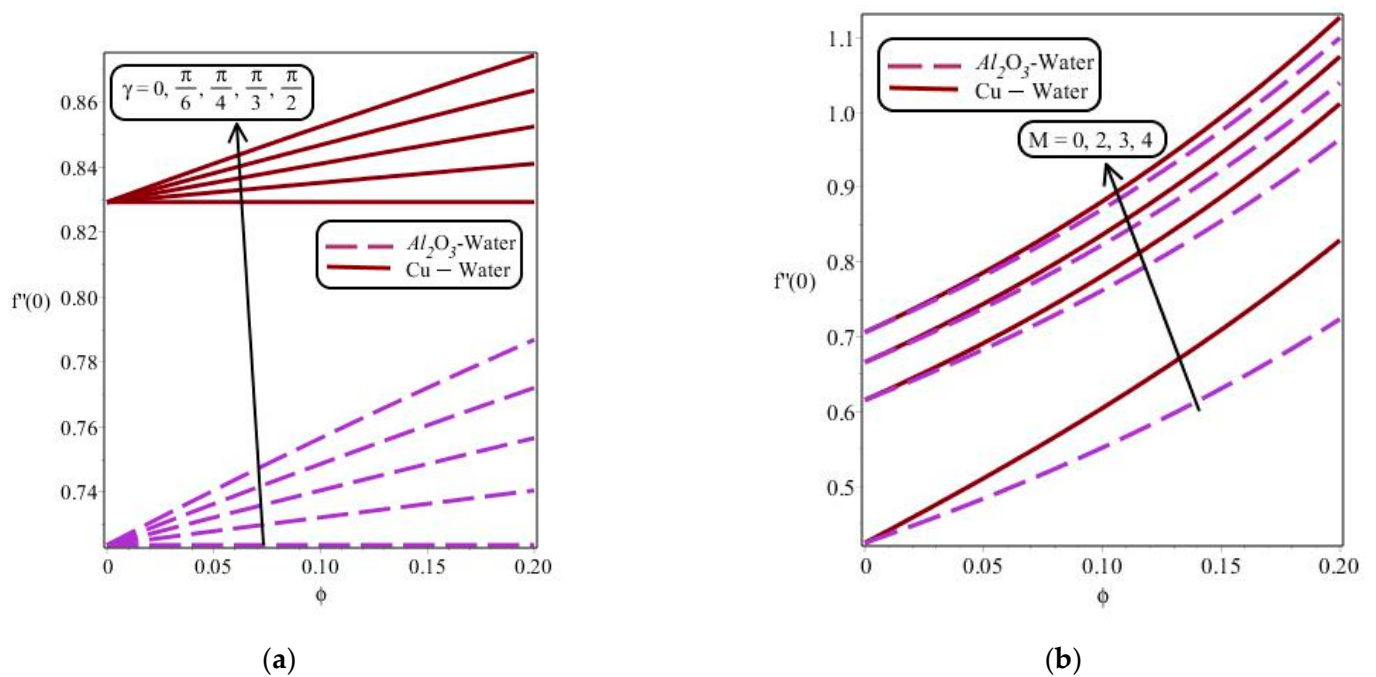 γ = 0, π/6, π/4, π/3, π/2
0.86
0.84
0.82
Al₂O₃-Water
Cu – Water
0.80
f''(0)
0.78
0.76
0.74
0 0.05 0.10 0.15 0.20
ϕ
(a)
1.1
Al₂O₃-Water
Cu – Water
1.0
M = 0, 2, 3, 4
0.9
0.8
f''(0)
0.7
0.6
0.5
0 0.05 0.10 0.15 0.20
ϕ
(b)